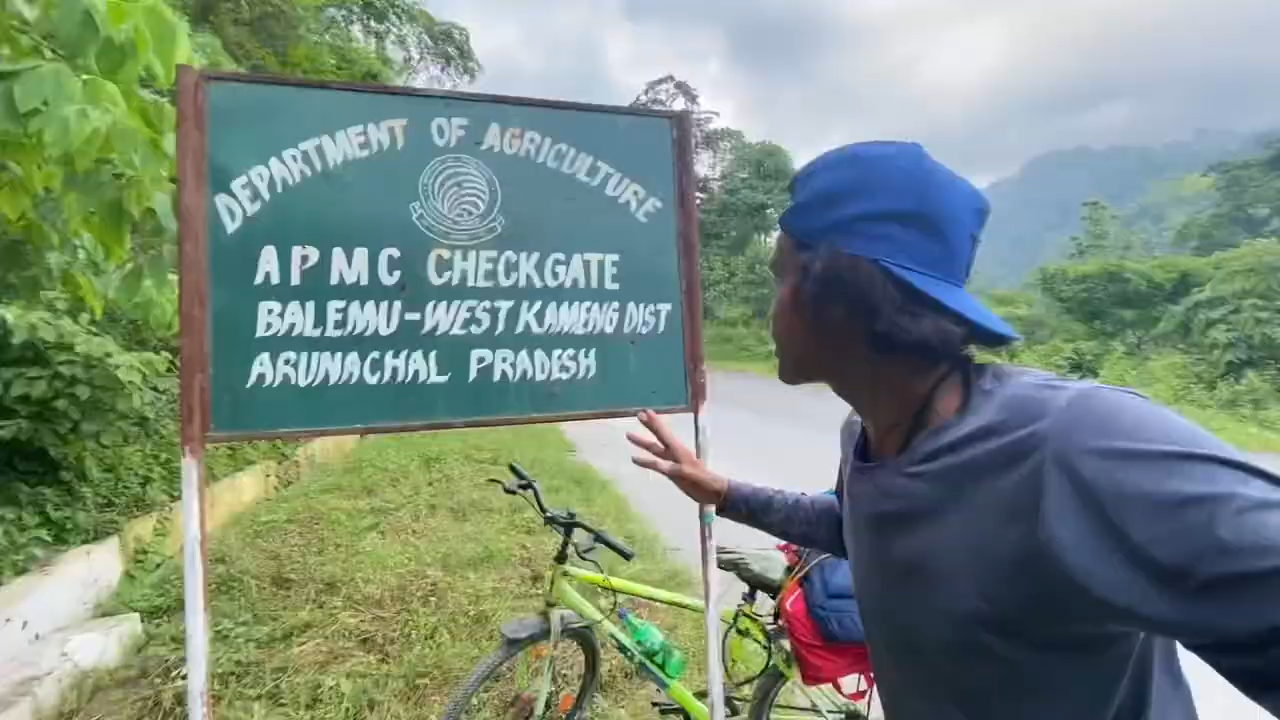 DEPARTMENT OF AGRICULTURE
APMC CHECKGATE
BALEMU-WEST KAMENG DIST
ARUNACHAL PRADESH